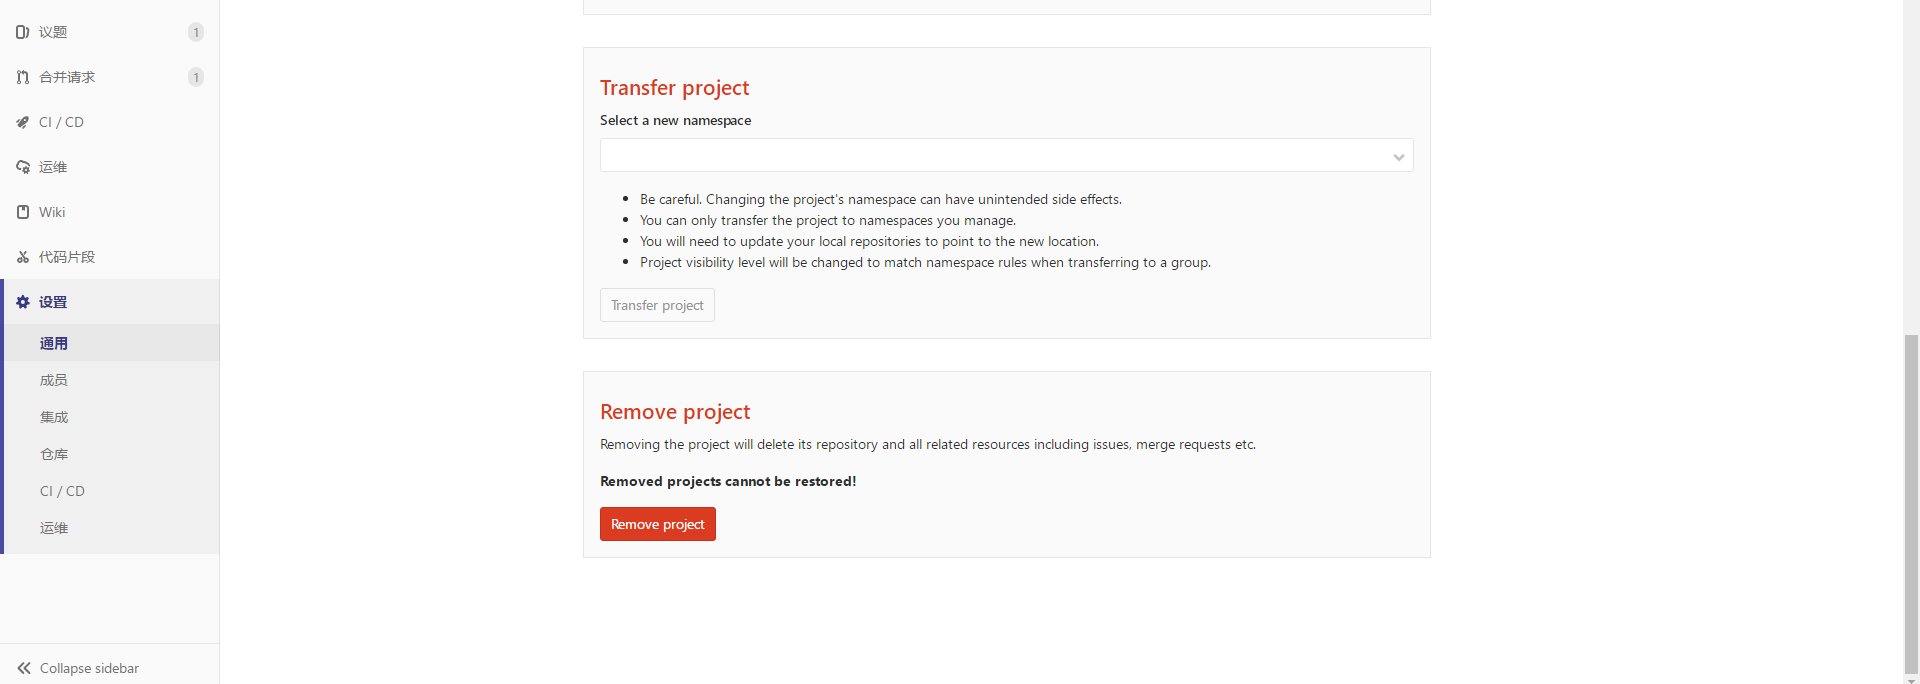 议题 1
合并请求 1
CI / CD
运维
Wiki
代码片段
设置
通用
成员
集成
仓库
CI / CD
运维
Collapse sidebar
Transfer project
Select a new namespace
Be careful. Changing the project's namespace can have unintended side effects.
You can only transfer the project to namespaces you manage.
You will need to update your local repositories to point to the new location.
Project visibility level will be changed to match namespace rules when transferring to a group.
Transfer project
Remove project
Removing the project will delete its repository and all related resources including issues, merge requests etc.
Removed projects cannot be restored!
Remove project